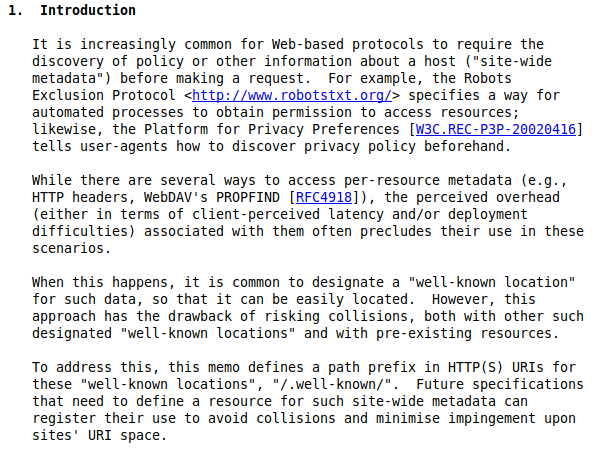 1.  Introduction
It is increasingly common for Web-based protocols to require the
discovery of policy or other information about a host ("site-wide
metadata") before making a request.  For example, the Robots
Exclusion Protocol <http://www.robotstxt.org/> specifies a way for
automated processes to obtain permission to access resources;
likewise, the Platform for Privacy Preferences [W3C.REC-P3P-20020416]
tells user-agents how to discover privacy policy beforehand.
While there are several ways to access per-resource metadata (e.g.,
HTTP headers, WebDAV's PROPFIND [RFC4918]), the perceived overhead
(either in terms of client-perceived latency and/or deployment
difficulties) associated with them often precludes their use in these
scenarios.
When this happens, it is common to designate a "well-known location"
for such data, so that it can be easily located.  However, this
approach has the drawback of risking collisions, both with other such
designated "well-known locations" and with pre-existing resources.
To address this, this memo defines a path prefix in HTTP(S) URIs for
these "well-known locations", "/.well-known/".  Future specifications
that need to define a resource for such site-wide metadata can
register their use to avoid collisions and minimise impingement upon
sites' URI space.